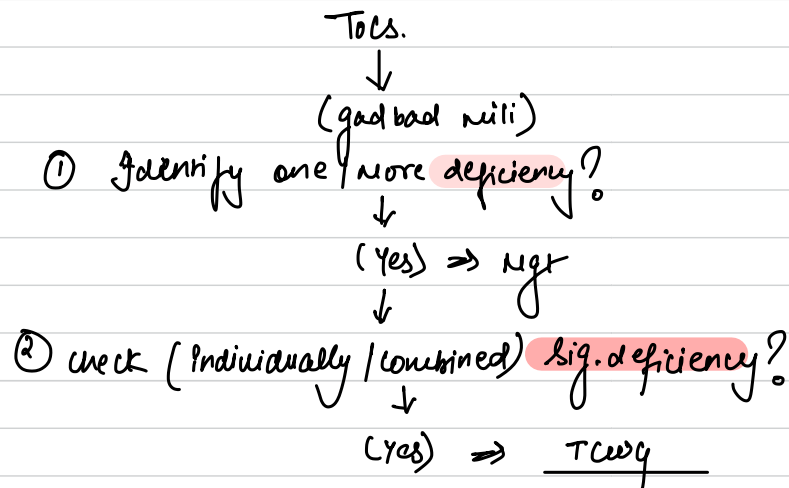 TOCs.
↓
(gadbad mili)
① Identify one/more deficiency?
↓
(Yes) ⇒ Mgt
↓
② check (individually/combined) sig. deficiency?
↓
(Yes) ⇒ TCWG